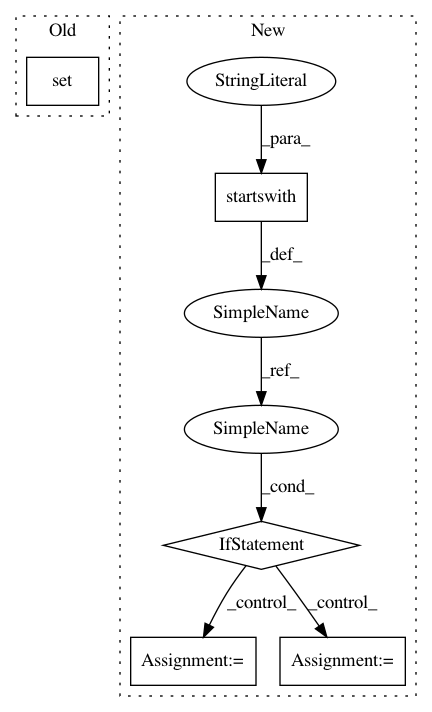 Old
New
set
StringLiteral
_para_
startswith
_def_
SimpleName
_ref_
SimpleName
_cond_
IfStatement
_control_
_control_
Assignment:=
Assignment:=